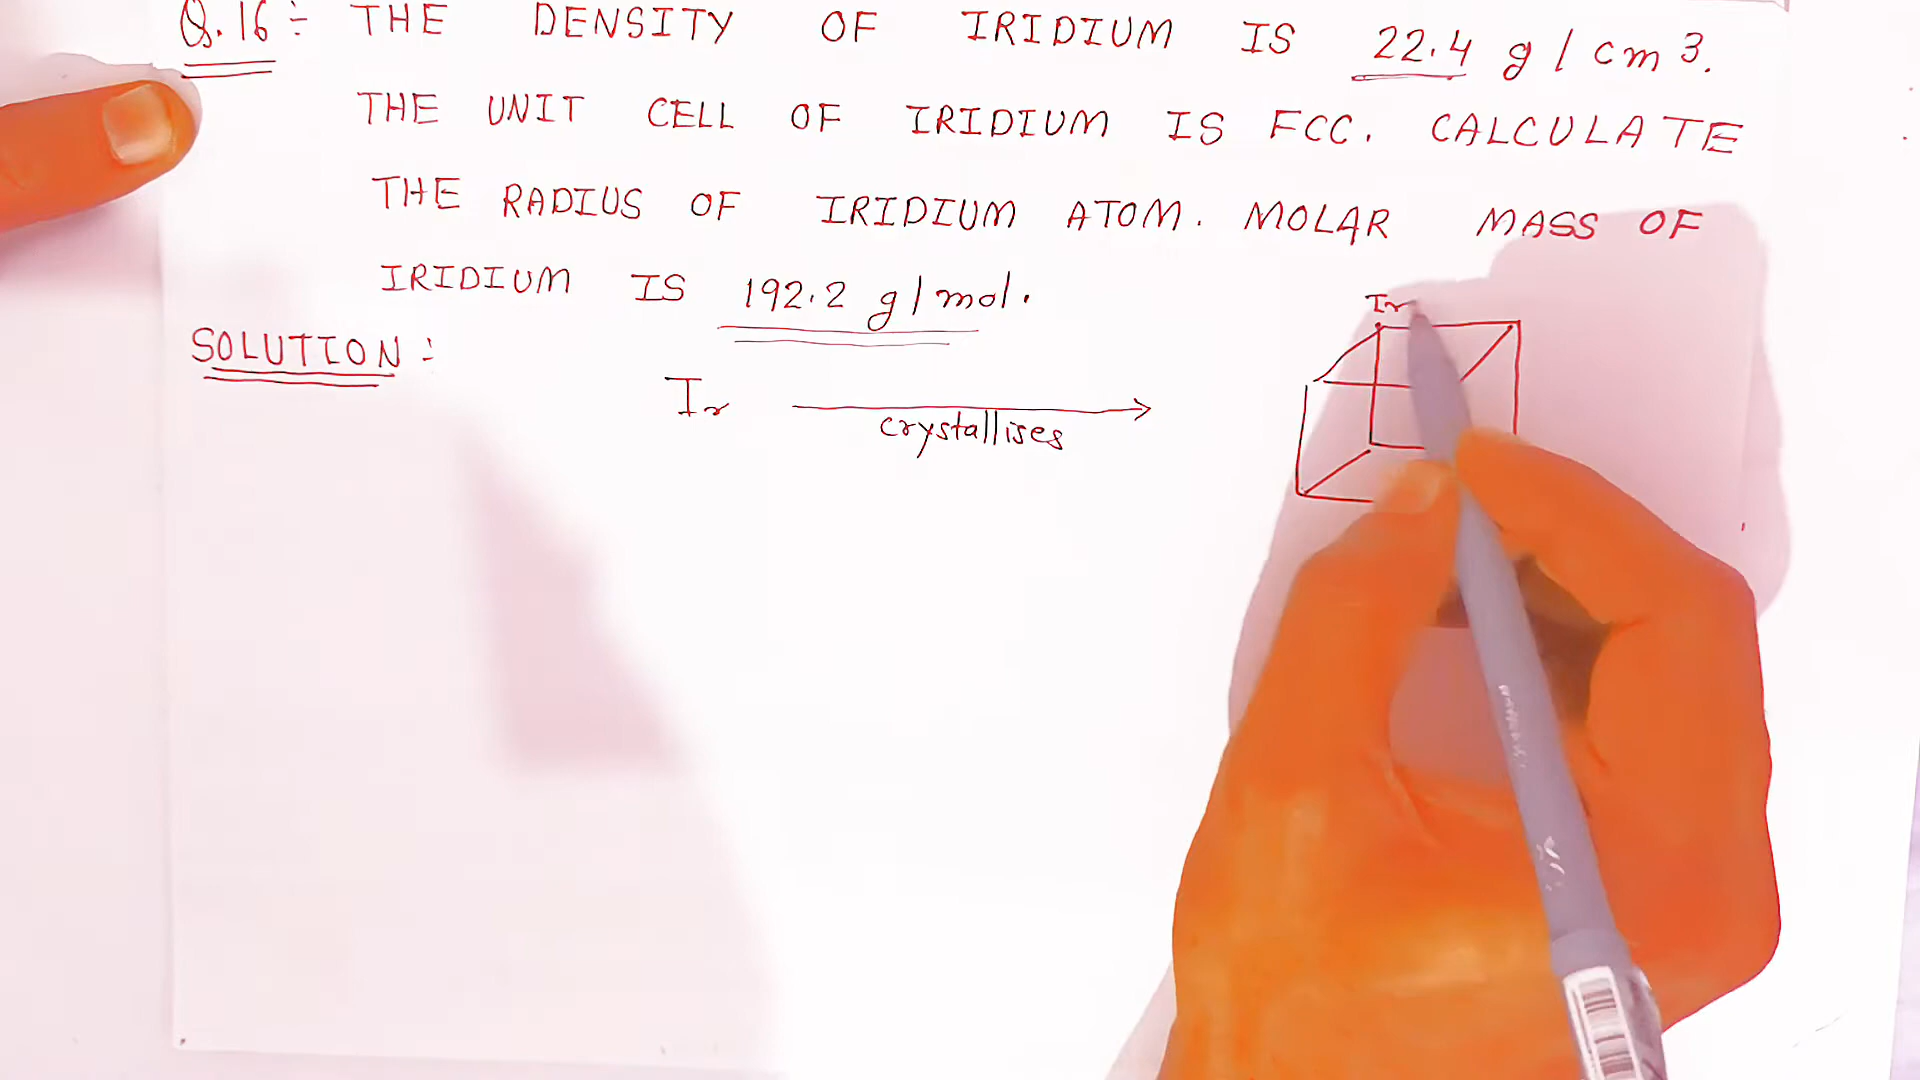 Q.16÷ THE DENSITY OF IRIDIUM IS 22.4 g/cm3.
THE UNIT CELL OF IRIDIUM IS FCC. CALCULATE
THE RADIUS OF IRIDIUM ATOM. MOLAR MASS OF
IRIDIUM IS 192.2 g/mol.
SOLUTION:
Ir
Ir
crystallises